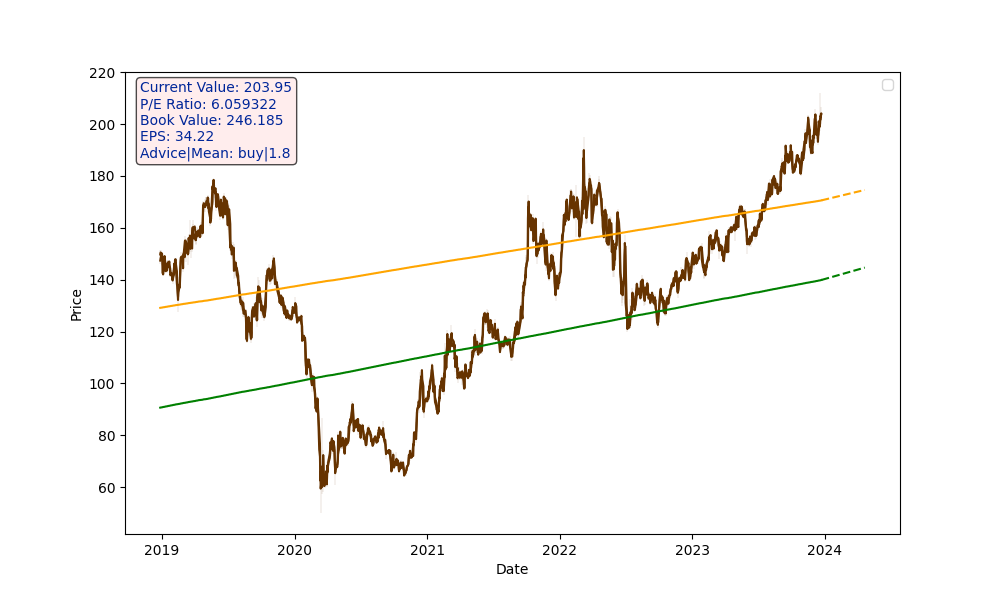 220
200
180
160
140
120
100
80
60
Price
Current Value: 203.95
P/E Ratio: 6.059322
Book Value: 246.185
EPS: 34.22
Advice|Mean: buy|1.8
2019 2020 2021 2022 2023 2024
Date